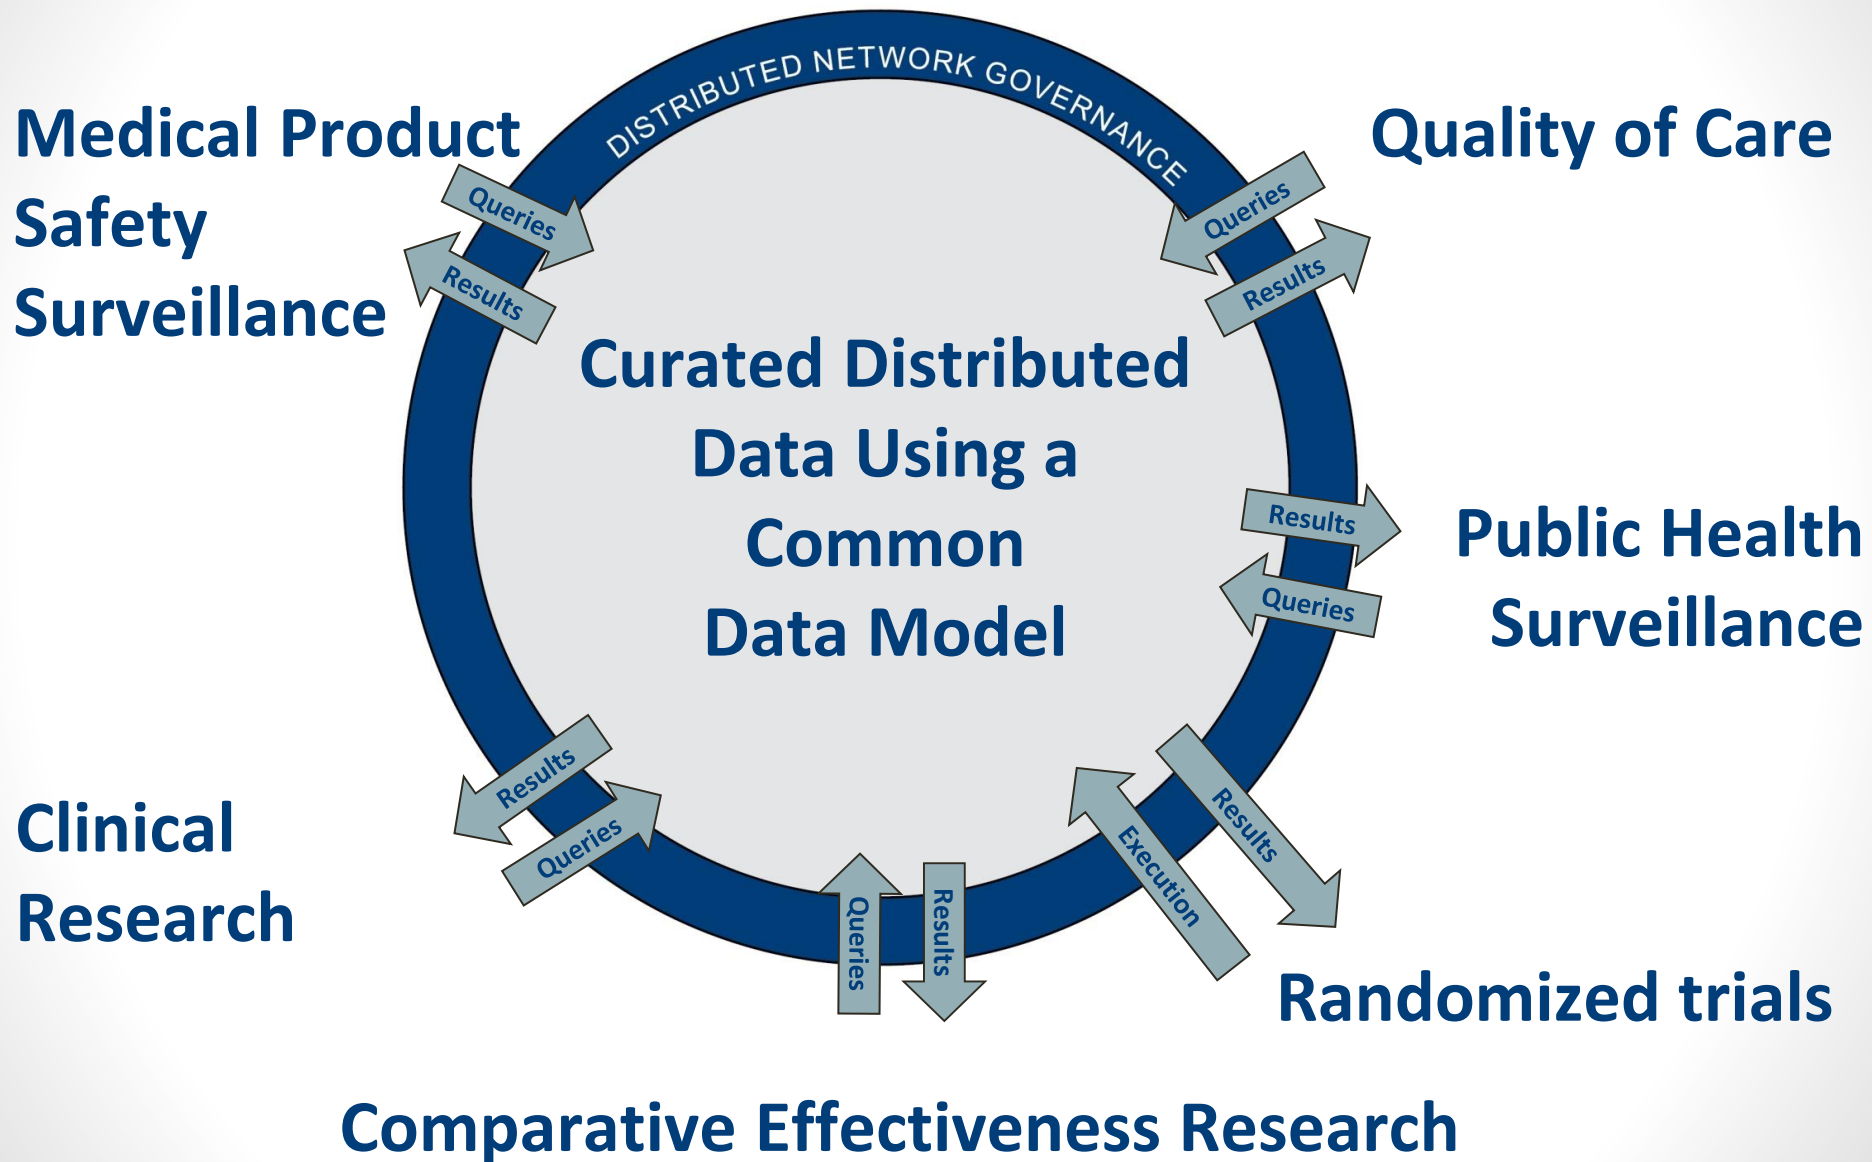 DISTRIBUTED NETWORK GOVERNANCE
Medical Product
Safety
Surveillance
Queries
Results
Quality of Care
Queries
Results
Curated Distributed
Data Using a
Common
Data Model
Results
Queries
Public Health
Surveillance
Clinical
Research
Results
Queries
Queries
Results
Execution
Results
Randomized trials
Comparative Effectiveness Research